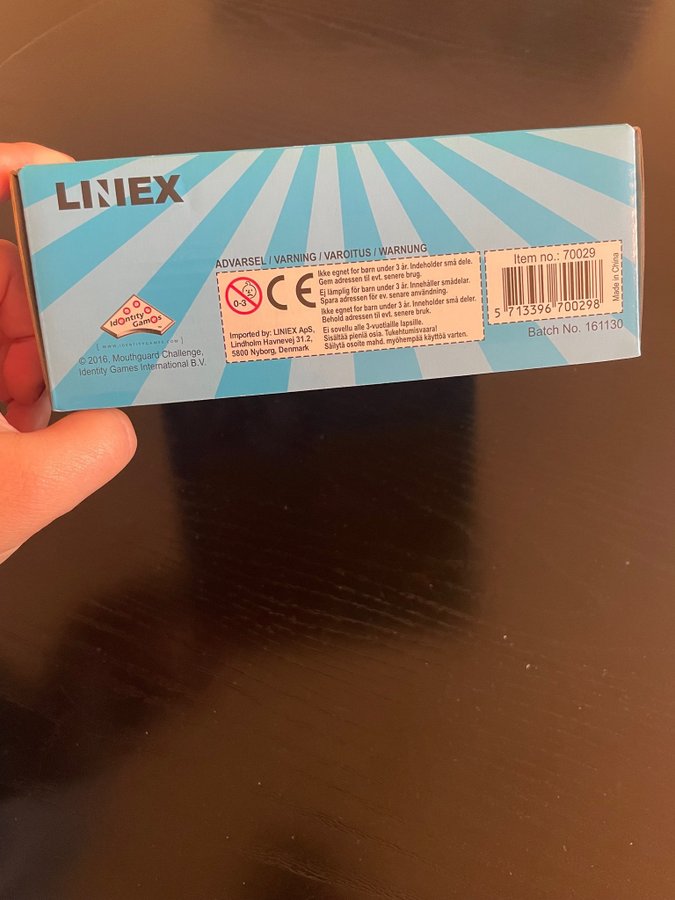 LINIEX
ADVARSEL / VARNING / VAROITUS / WARNUNG
0-3
CE
Imported by: LINIEX ApS,
Lindholm Havnevej 31.2,
5800 Nyborg, Denmark
Ikke egnet for børn under 3 år. Indeholder små dele.
Gem adressen til evt. senere brug.
Ej lämplig för barn under 3 år. Innehåller smådelar.
Spara adressen för ev. senare användning.
Ikke egnet for barn under 3 år. Inneholder små deler.
Behold adressen til evt. senere bruk.
Ei sovellu alle 3-vuotiaille lapsille.
Sisältää pieniä osia. Tukehtumisvaara!
Säilytä osoite mahd. myöhempää käyttöä varten.
Item no.: 70029
5 713396 700298
Made in China
Batch No. 161130
Identity
Games
[ WWW.IDENTITYGAMES.COM ]
© 2016, Mouthguard Challenge,
Identity Games International B.V.